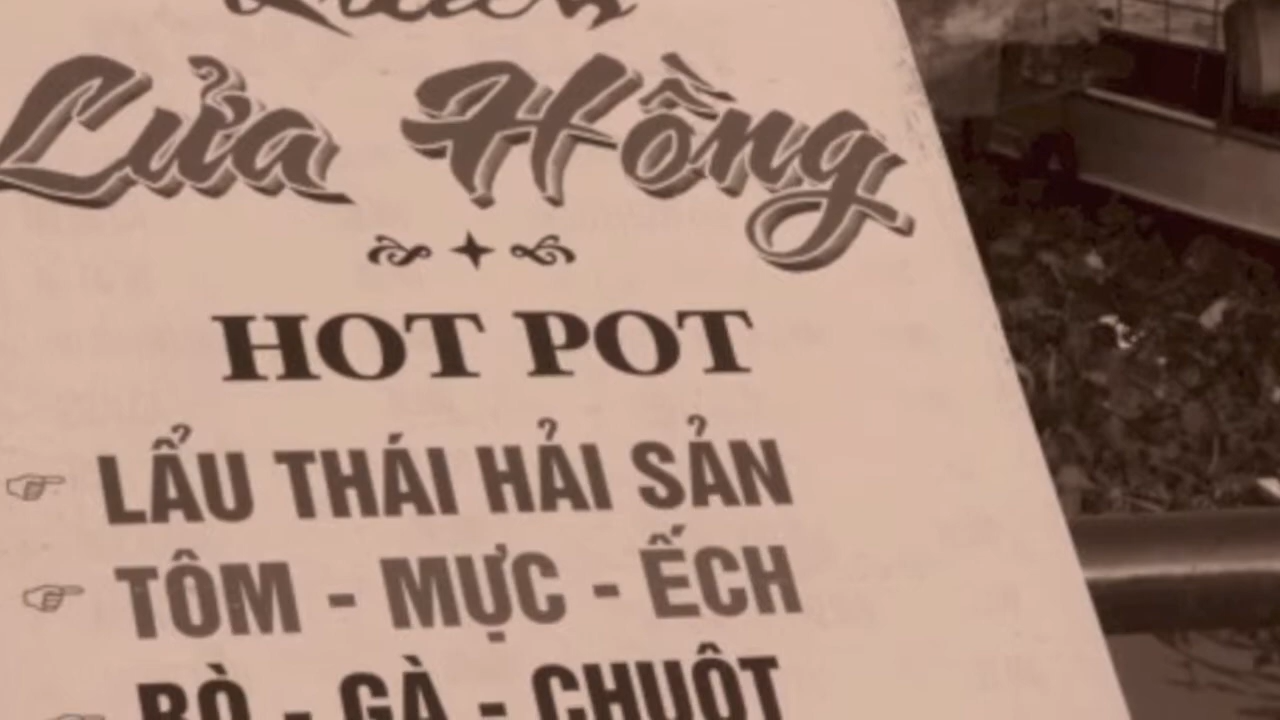 Lửa Hồng
HOT POT
LẨU THÁI HẢI SẢN
TÔM - MỰC - ẾCH
BÒ - GÀ - CHUỘT